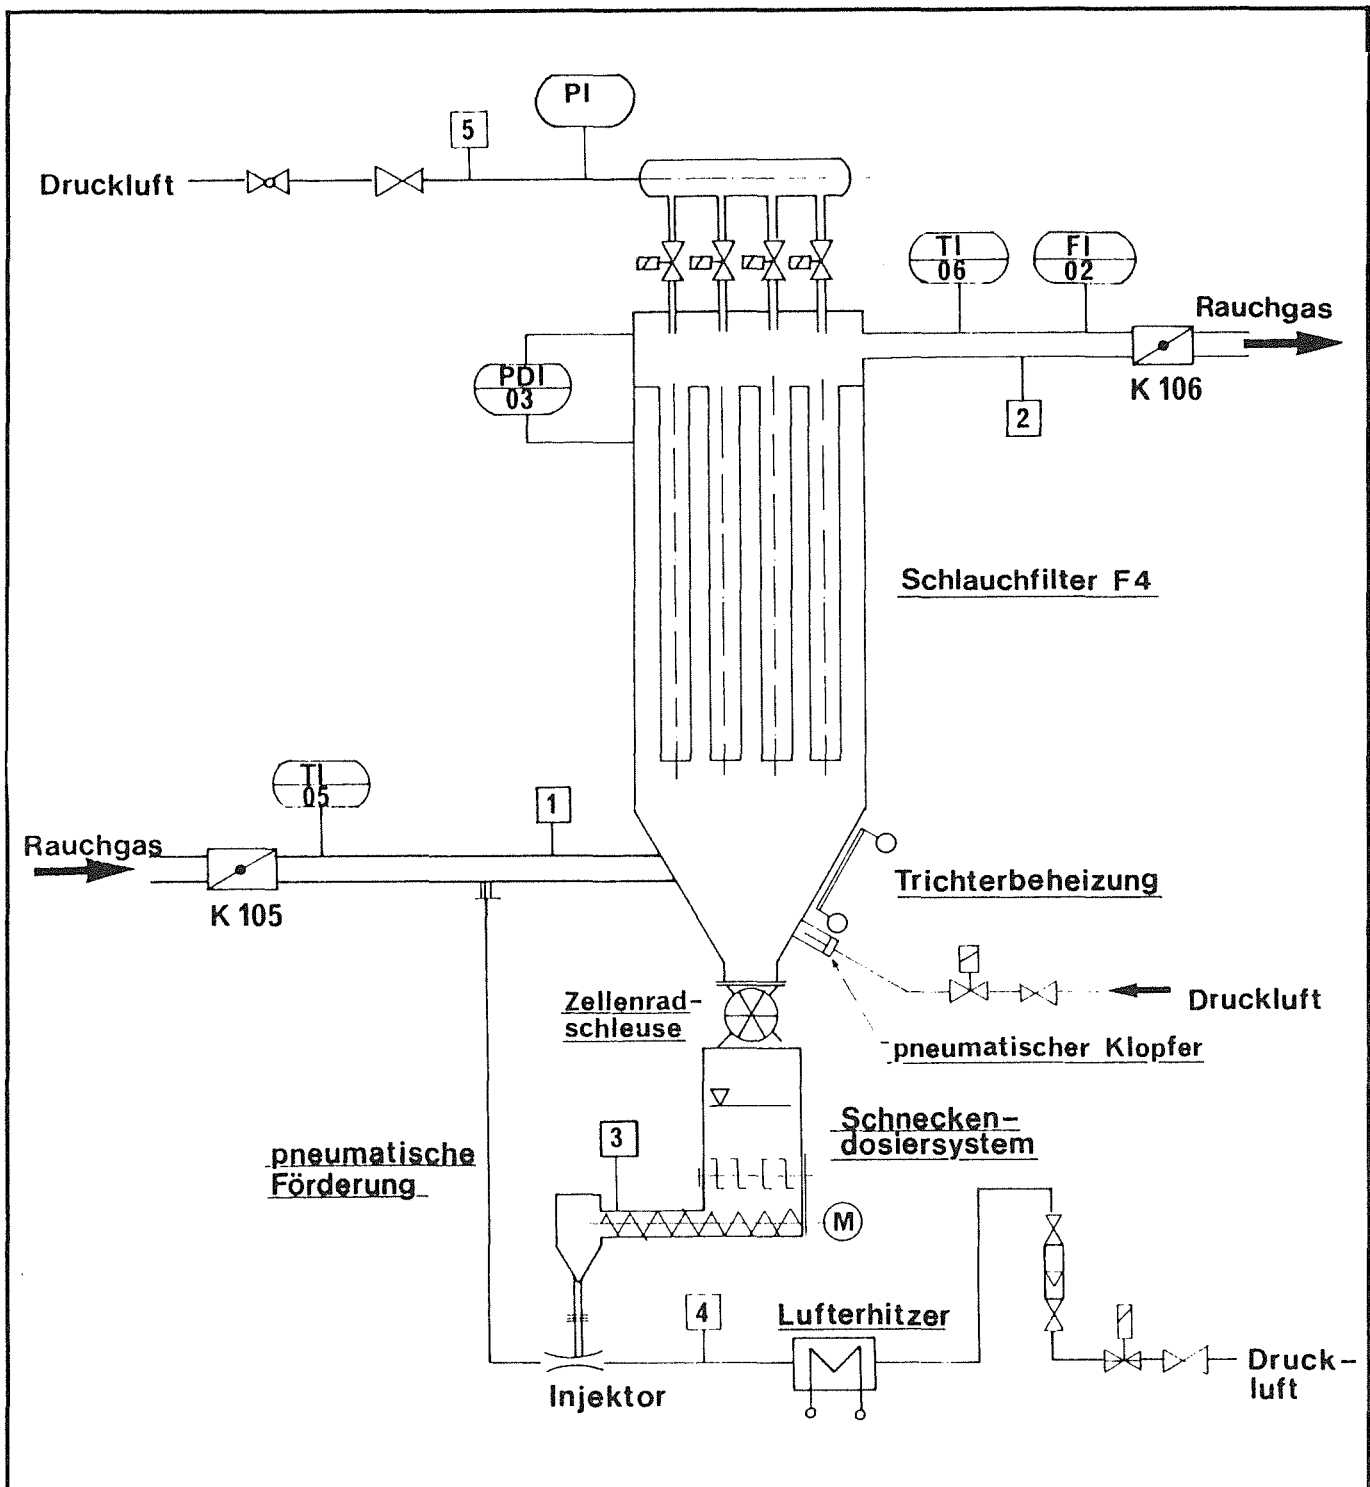 PI
5
Druckluft
TI
06
FI
02
Rauchgas
K 106
PDI
03
2
Schlauchfilter F4
TI
05
1
Rauchgas
K 105
Trichterbeheizung
Zellenrad-
schleuse
Druckluft
pneumatischer Klopfer
Schnecken-
dosiersystem
3
pneumatische
Förderung
M
4
Lufterhitzer
Injektor
Druck-
luft